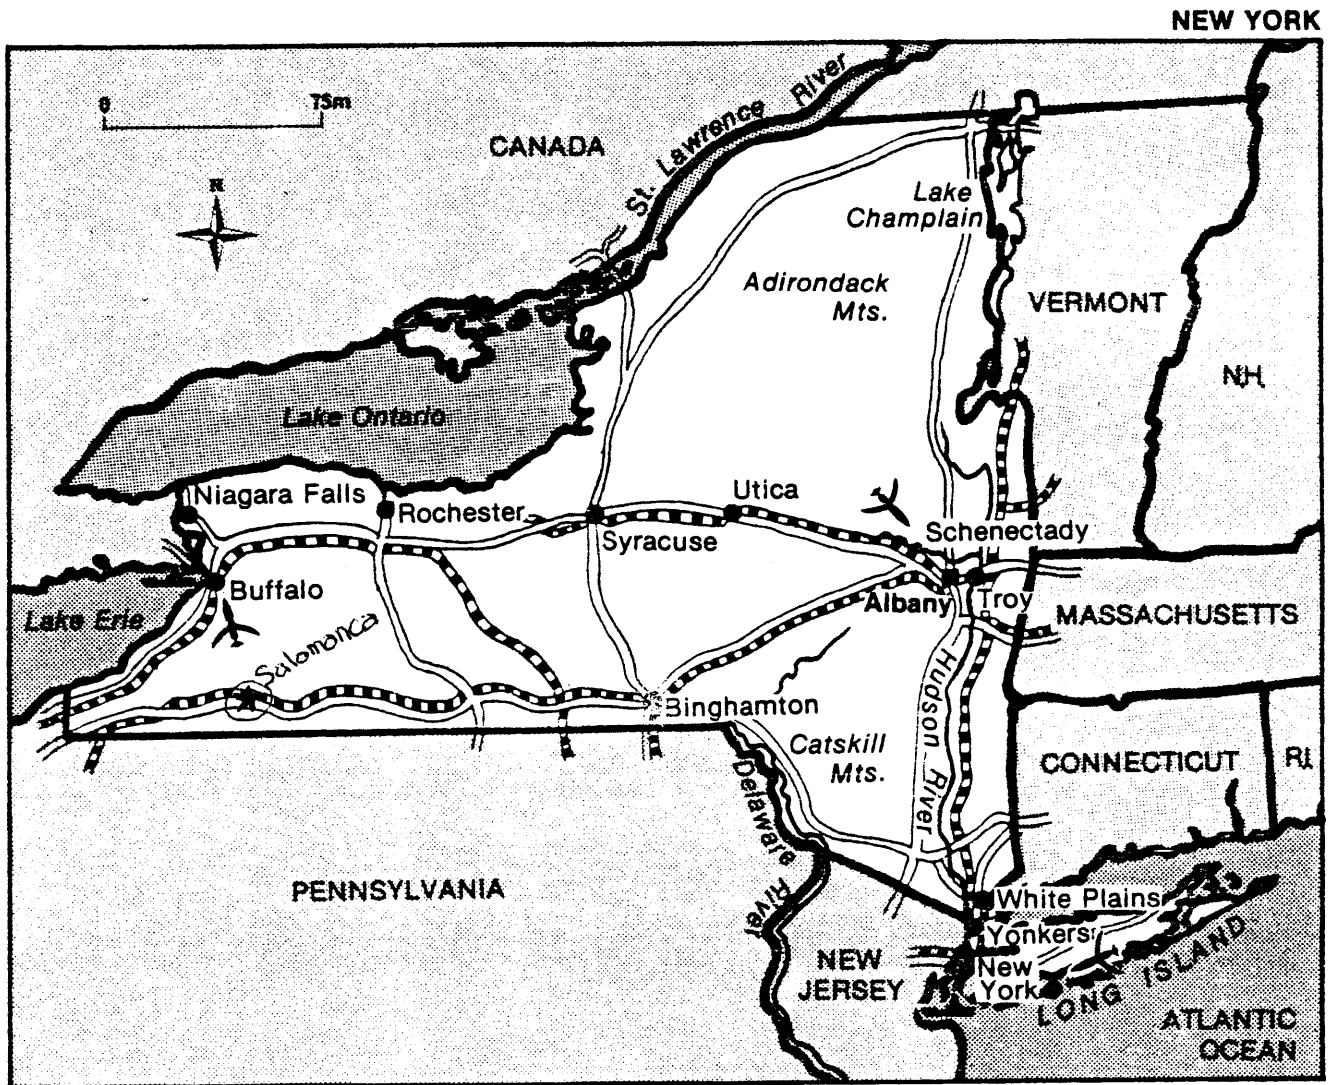 NEW YORK
0 75m
CANADA
St. Lawrence River
N
Lake
Champlain
Adirondack
Mts.
VERMONT
N.H.
Lake Ontario
Niagara Falls
Rochester
Utica
Syracuse
Schenectady
Buffalo
Albany
Troy
MASSACHUSETTS
Lake Erie
Salamanca
Binghamton
Hudson River
Catskill
Mts.
CONNECTICUT
R.I.
Delaware River
PENNSYLVANIA
White Plains
Yonkers
NEW
JERSEY
New
York
LONG ISLAND
ATLANTIC
OCEAN